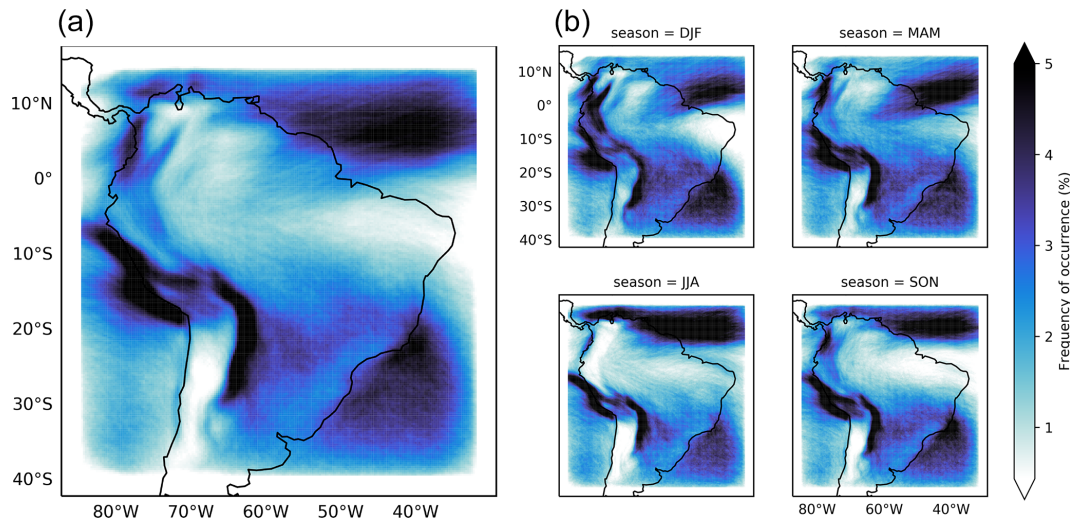 (a)
10°N
0°
10°S
20°S
30°S
40°S
80°W 70°W 60°W 50°W 40°W
(b)
season = DJF
season = MAM
10°N
0°
10°S
20°S
30°S
40°S
season = JJA
season = SON
80°W 60°W 40°W
5
4
3
2
1
Frequency of occurrence (%)